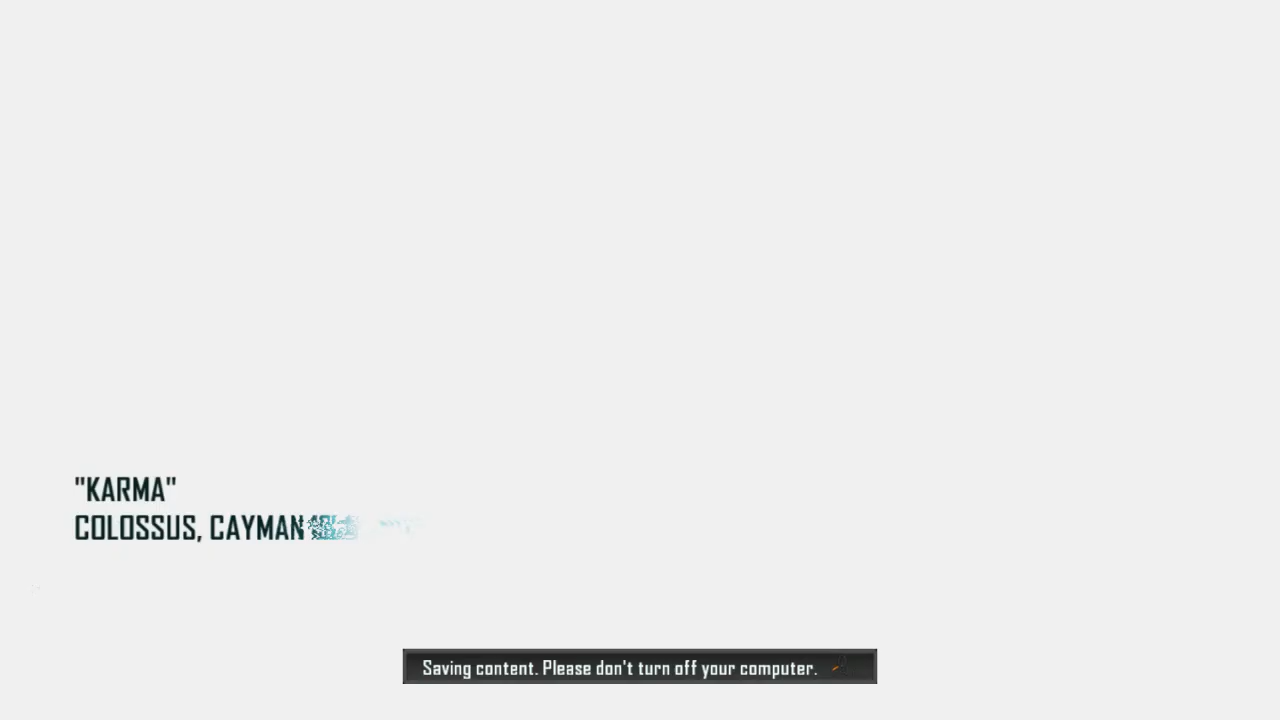 "KARMA"
COLOSSUS, CAYMAN
Saving content. Please don't turn off your computer.